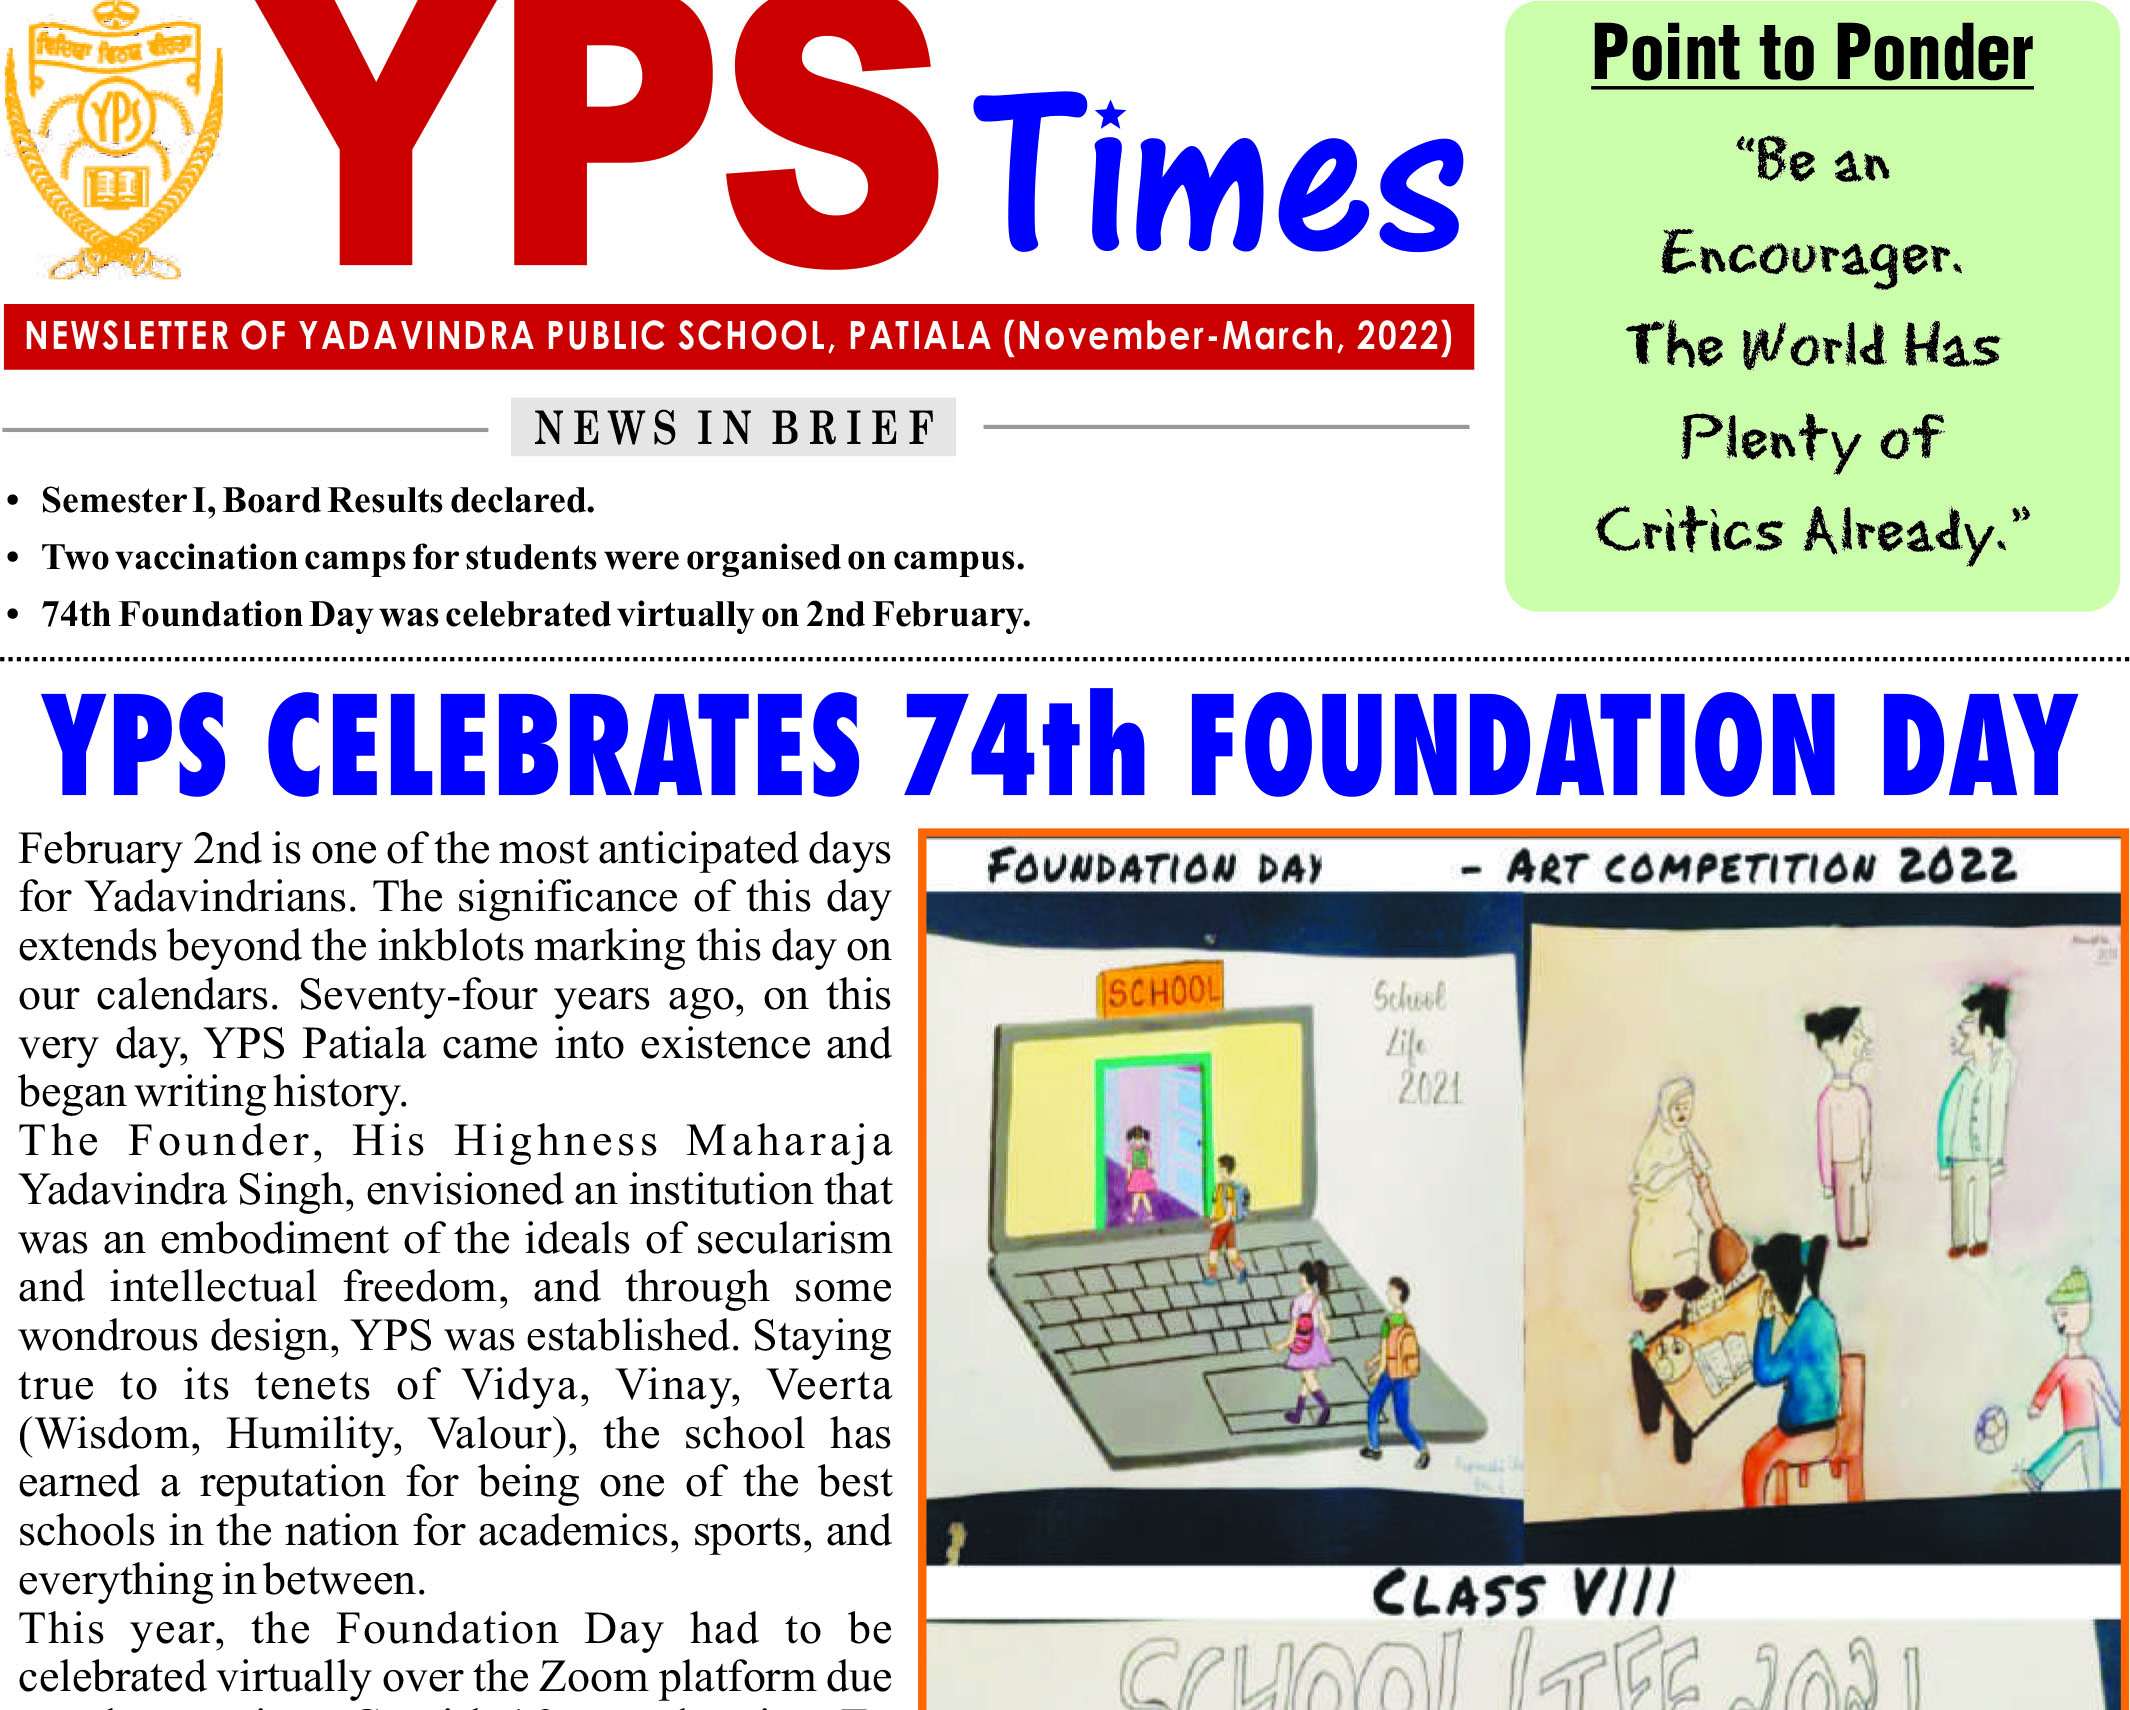 ਵਿਦਿਆ ਵਿਨਯ ਵੀਰਤਾ
YPS
YPS Times
NEWSLETTER OF YADAVINDRA PUBLIC SCHOOL, PATIALA (November-March, 2022)
NEWS IN BRIEF
• Semester I, Board Results declared.
• Two vaccination camps for students were organised on campus.
• 74th Foundation Day was celebrated virtually on 2nd February.
Point to Ponder
“Be an
Encourager.
The World Has
Plenty of
Critics Already.”
YPS CELEBRATES 74th FOUNDATION DAY
February 2nd is one of the most anticipated days
for Yadavindrians. The significance of this day
extends beyond the inkblots marking this day on
our calendars. Seventy-four years ago, on this
very day, YPS Patiala came into existence and
began writing history.
The Founder, His Highness Maharaja
Yadavindra Singh, envisioned an institution that
was an embodiment of the ideals of secularism
and intellectual freedom, and through some
wondrous design, YPS was established. Staying
true to its tenets of Vidya, Vinay, Veerta
(Wisdom, Humility, Valour), the school has
earned a reputation for being one of the best
schools in the nation for academics, sports, and
everything in between.
This year, the Foundation Day had to be
celebrated virtually over the Zoom platform due
FOUNDATION DAY - ART COMPETITION 2022
SCHOOL
School
Life
2021
CLASS VIII
SCHOOL LIFE 2021